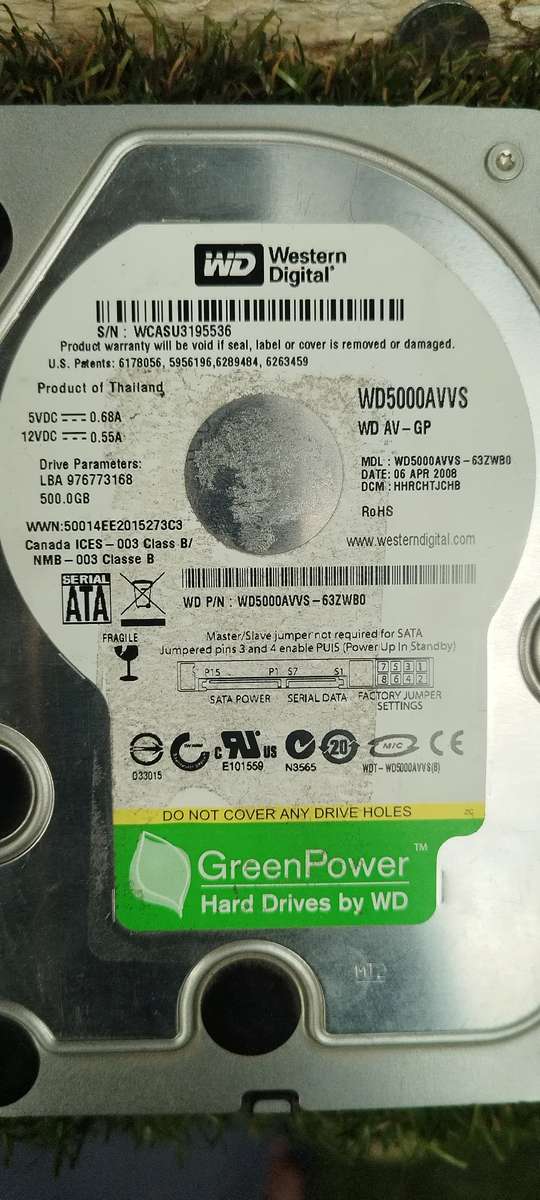 WD Western Digital®
S/N : WCASU3195536
Product warranty will be void if seal, label or cover is removed or damaged.
U.S. Patents: 6178056, 5956196,6289484, 6263459
Product of Thailand
WD5000AVVS
WD AV-GP
5VDC 0.68A
12VDC 0.55A
Drive Parameters:
LBA 976773168
500.0GB
MDL : WD5000AVVS-63ZWB0
DATE: 06 APR 2008
DCM : HHRCHTJCHB
RoHS
WWN:50014EE2015273C3
Canada ICES-003 Class B/
NMB-003 Classe B
www.westerndigital.com
SERIAL
ATA
WD P/N : WD5000AVVS-63ZWB0
FRAGILE
Master/Slave jumper not required for SATA
Jumpered pins 3 and 4 enable PUIS (Power Up In Standby)
P15 P1 S7 S1
7 5 3 1
8 6 4 2
SATA POWER SERIAL DATA FACTORY JUMPER
SETTINGS
c RU US
20
MIC
CE
D33015
E101559
N3565
WDT-WD5000AVVS(B)
DO NOT COVER ANY DRIVE HOLES
2C
GreenPower™
Hard Drives by WD